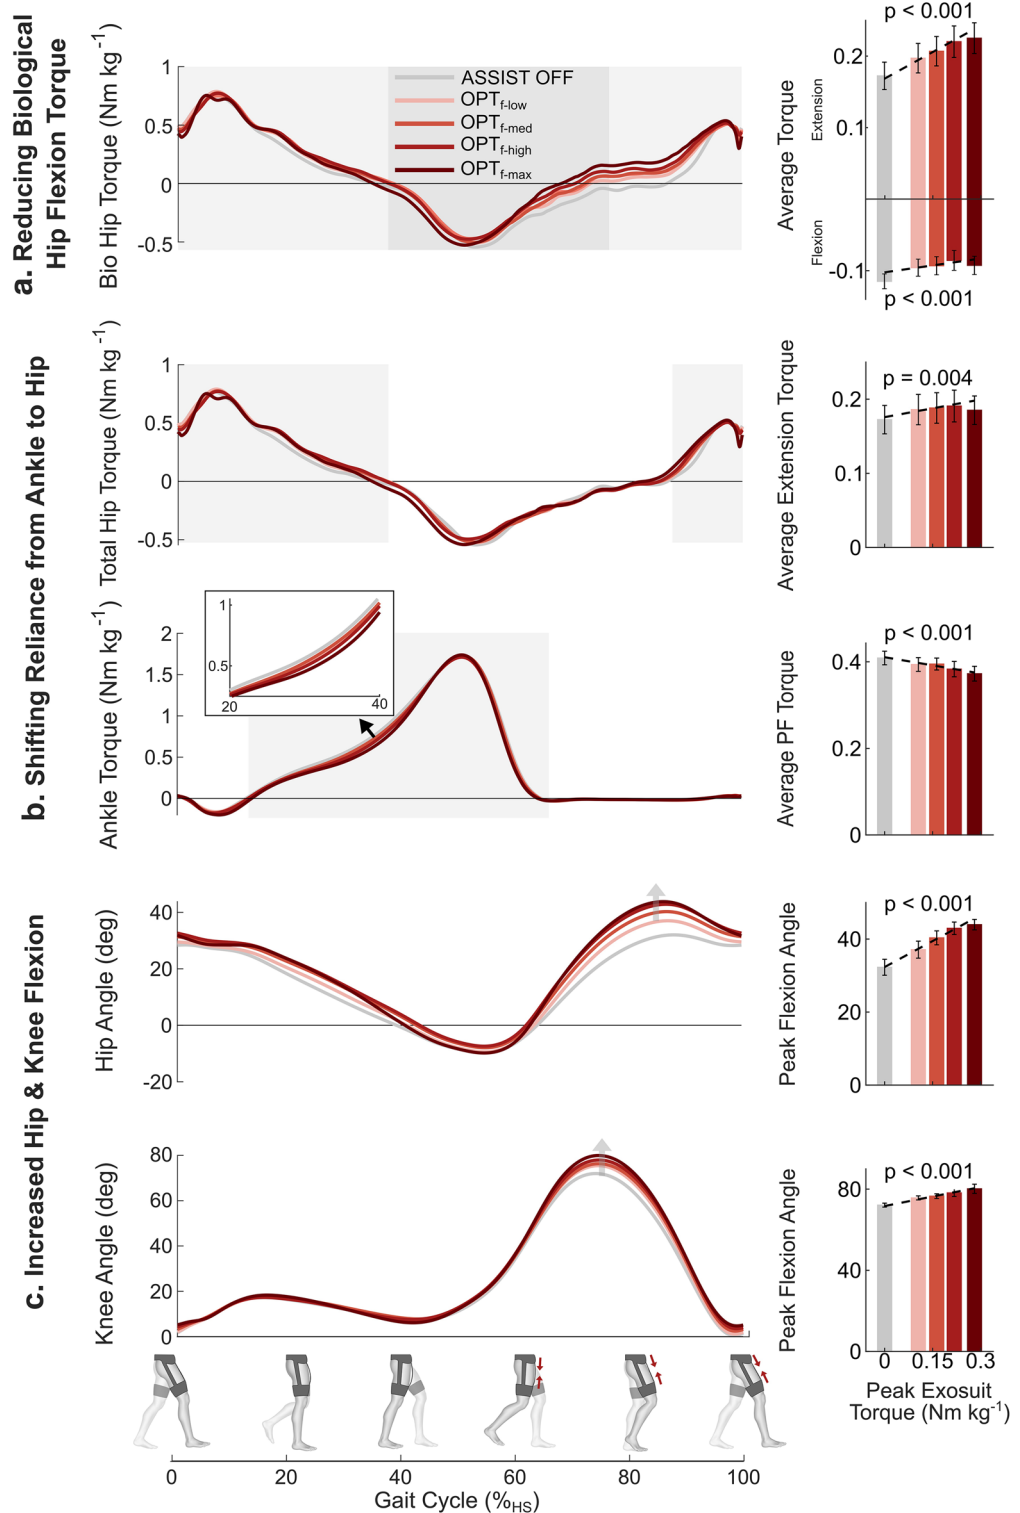 a. Reducing Biological
Hip Flexion Torque
Bio Hip Torque (Nm kg-1)
1
0.5
0
-0.5
ASSIST OFF
OPTf-low
OPTf-med
OPTf-high
OPTf-max
p < 0.001
Average Torque
Extension
Flexion
0.2
0.1
-0.1
p < 0.001
b. Shifting Reliance from Ankle to Hip
Total Hip Torque (Nm kg-1)
1
0.5
0
-0.5
Average Extension Torque
p = 0.004
0.2
0.1
0
Ankle Torque (Nm kg-1)
2
1.5
1
0.5
0
1
0.5
20
40
Average PF Torque
p < 0.001
0.4
0.2
0
c. Increased Hip & Knee Flexion
Hip Angle (deg)
40
20
0
-20
Peak Flexion Angle
p < 0.001
40
20
0
Knee Angle (deg)
80
60
40
20
0
Peak Flexion Angle
p < 0.001
80
40
0
0 0.15 0.3
Peak Exosuit
Torque (Nm kg-1)
0 20 40 60 80 100
Gait Cycle (%HS)